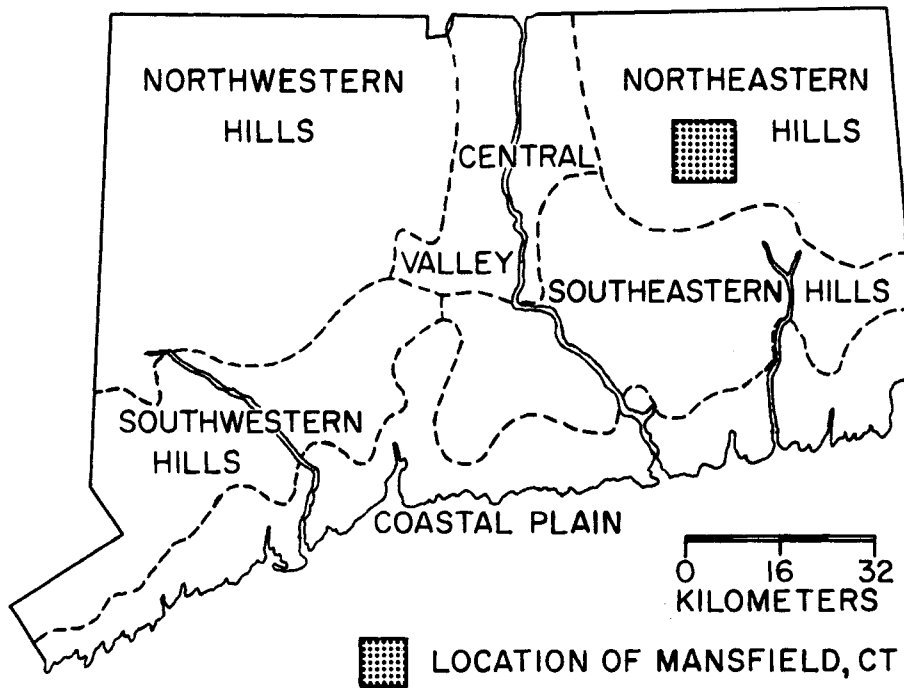 NORTHWESTERN
HILLS
NORTHEASTERN
HILLS
CENTRAL
VALLEY
SOUTHEASTERN HILLS
SOUTHWESTERN
HILLS
COASTAL PLAIN
0 16 32
KILOMETERS
LOCATION OF MANSFIELD, CT